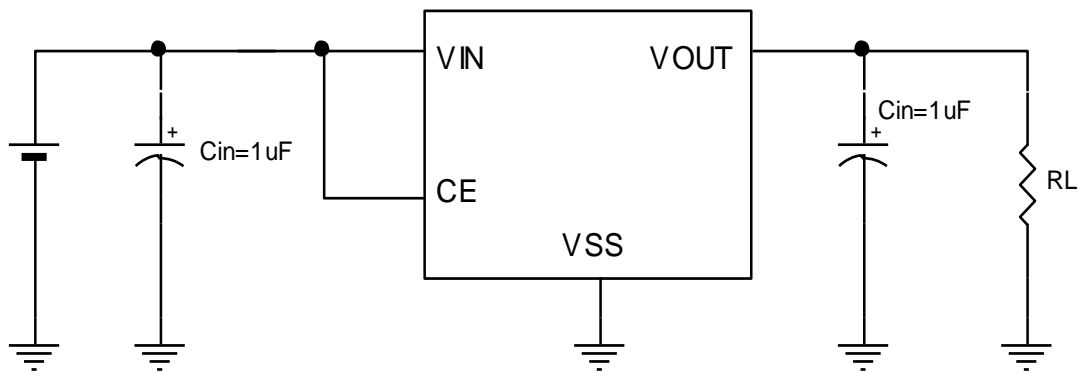 VIN
VOUT
Cin=1uF
+
Cin=1uF
+
CE
RL
VSS